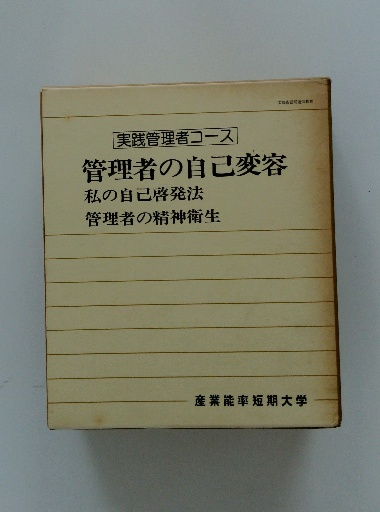 実践管理者コース
管理者の自己変容
私の自己啓発法
管理者の精神衛生
産業能率短期大学